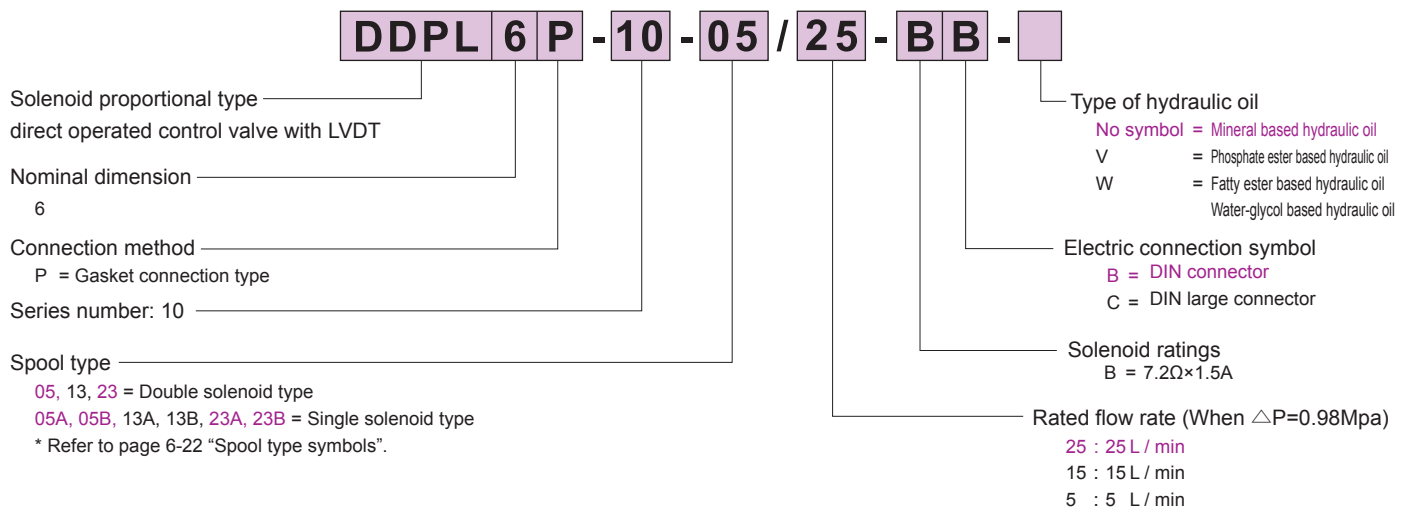 DDPL 6 P - 10 - 05 / 25 - B B -
Solenoid proportional type
direct operated control valve with LVDT
Nominal dimension
6
Connection method
P = Gasket connection type
Series number: 10
Spool type
05, 13, 23 = Double solenoid type
05A, 05B, 13A, 13B, 23A, 23B = Single solenoid type
* Refer to page 6-22 “Spool type symbols”.
Type of hydraulic oil
No symbol = Mineral based hydraulic oil
V = Phosphate ester based hydraulic oil
W = Fatty ester based hydraulic oil
Water-glycol based hydraulic oil
Electric connection symbol
B = DIN connector
C = DIN large connector
Solenoid ratings
B = 7.2Ω×1.5A
Rated flow rate (When △P=0.98Mpa)
25 : 25 L / min
15 : 15 L / min
5 : 5 L / min